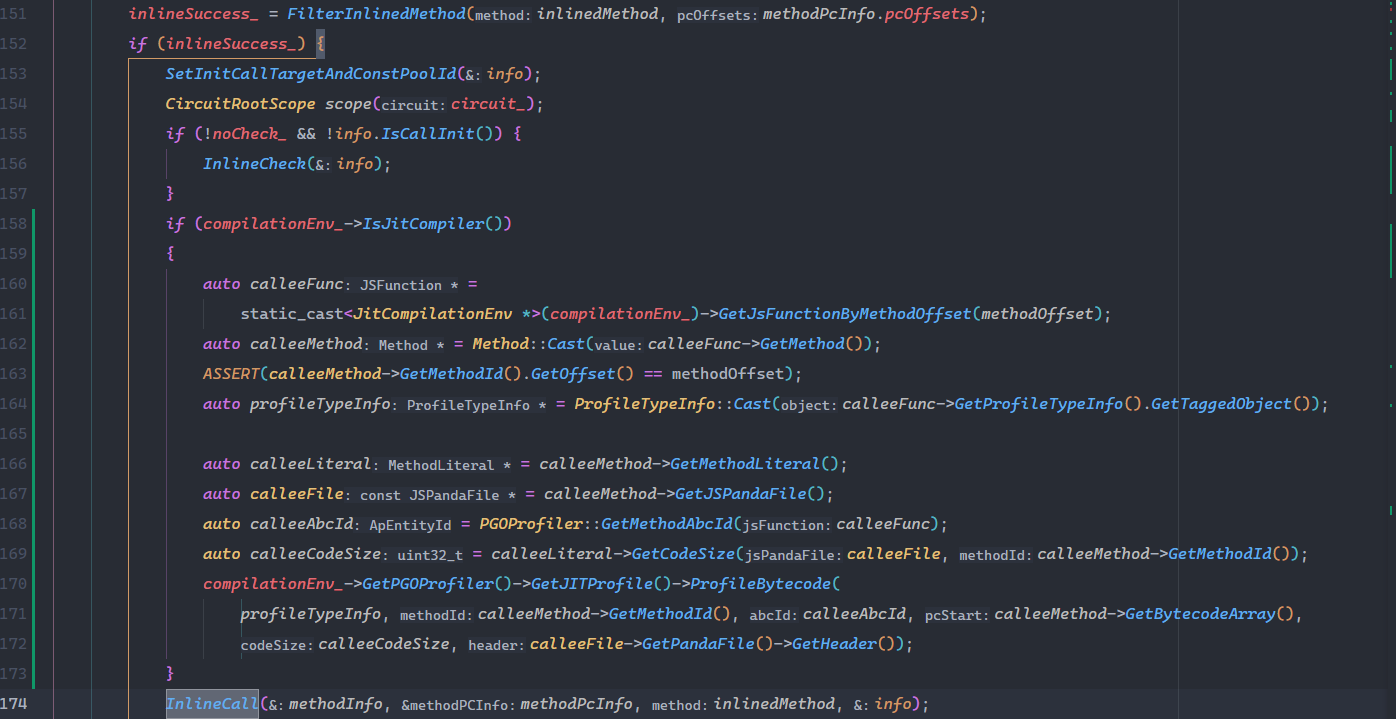 151 inlineSuccess_ = FilterInlinedMethod(method: inlinedMethod, pcOffsets: methodPcInfo.pcOffsets);
152 if (inlineSuccess_) {
153 SetInitCallTargetAndConstPoolId(&: info);
154 CircuitRootScope scope(circuit: circuit_);
155 if (!noCheck_ && !info.IsCallInit()) {
156 InlineCheck(&: info);
157 }
158 if (compilationEnv_->IsJitCompiler())
159 {
160 auto calleeFunc: JSFunction * =
161 static_cast<JitCompilationEnv *>(compilationEnv_)->GetJsFunctionByMethodOffset(methodOffset);
162 auto calleeMethod: Method * = Method::Cast(value: calleeFunc->GetMethod());
163 ASSERT(calleeMethod->GetMethodId().GetOffset() == methodOffset);
164 auto profileTypeInfo: ProfileTypeInfo * = ProfileTypeInfo::Cast(object: calleeFunc->GetProfileTypeInfo().GetTaggedObject());
165
166 auto calleeLiteral: MethodLiteral * = calleeMethod->GetMethodLiteral();
167 auto calleeFile: const JSPandaFile * = calleeMethod->GetJSPandaFile();
168 auto calleeAbcId: ApEntityId = PGOProfiler::GetMethodAbcId(jsFunction: calleeFunc);
169 auto calleeCodeSize: uint32_t = calleeLiteral->GetCodeSize(jsPandaFile: calleeFile, methodId: calleeMethod->GetMethodId());
170 compilationEnv_->GetPGOProfiler()->GetJITProfile()->ProfileBytecode(
171 profileTypeInfo, methodId: calleeMethod->GetMethodId(), abcId: calleeAbcId, pcStart: calleeMethod->GetBytecodeArray(),
172 codeSize: calleeCodeSize, header: calleeFile->GetPandaFile()->GetHeader());
173 }
174 InlineCall(&: methodInfo, &methodPCInfo: methodPcInfo, method: inlinedMethod, &: info);